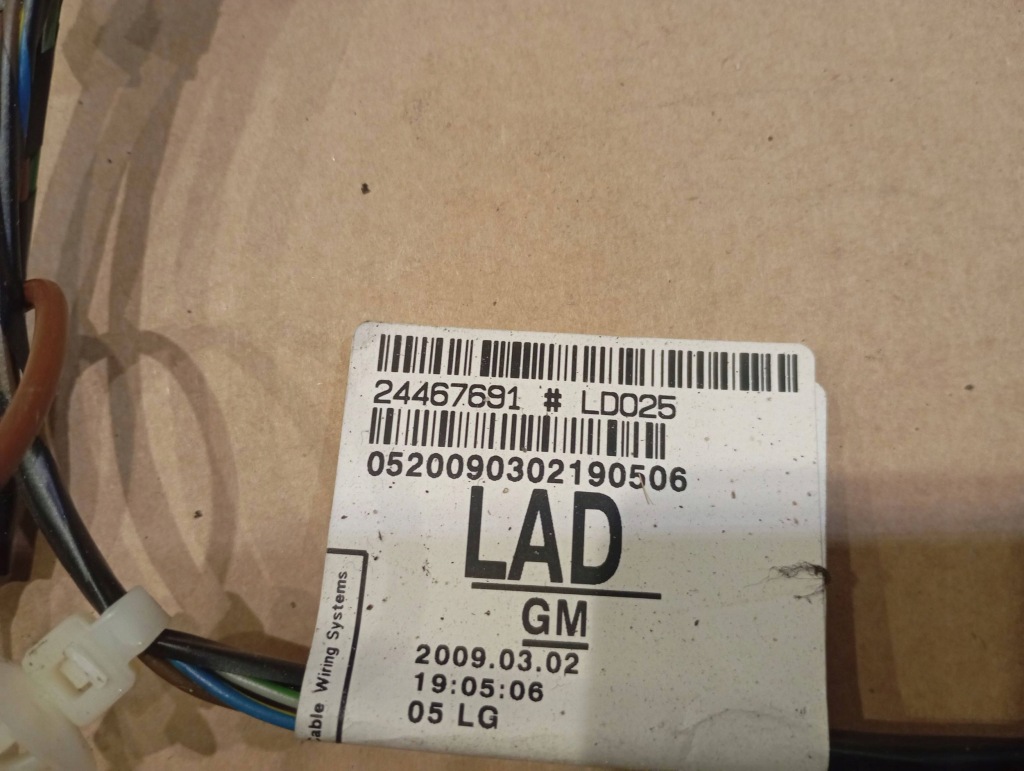 24467691 # LD025
0520090302190506
LAD
GM
2009.03.02
19:05:06
05 LG
Wiring Systems